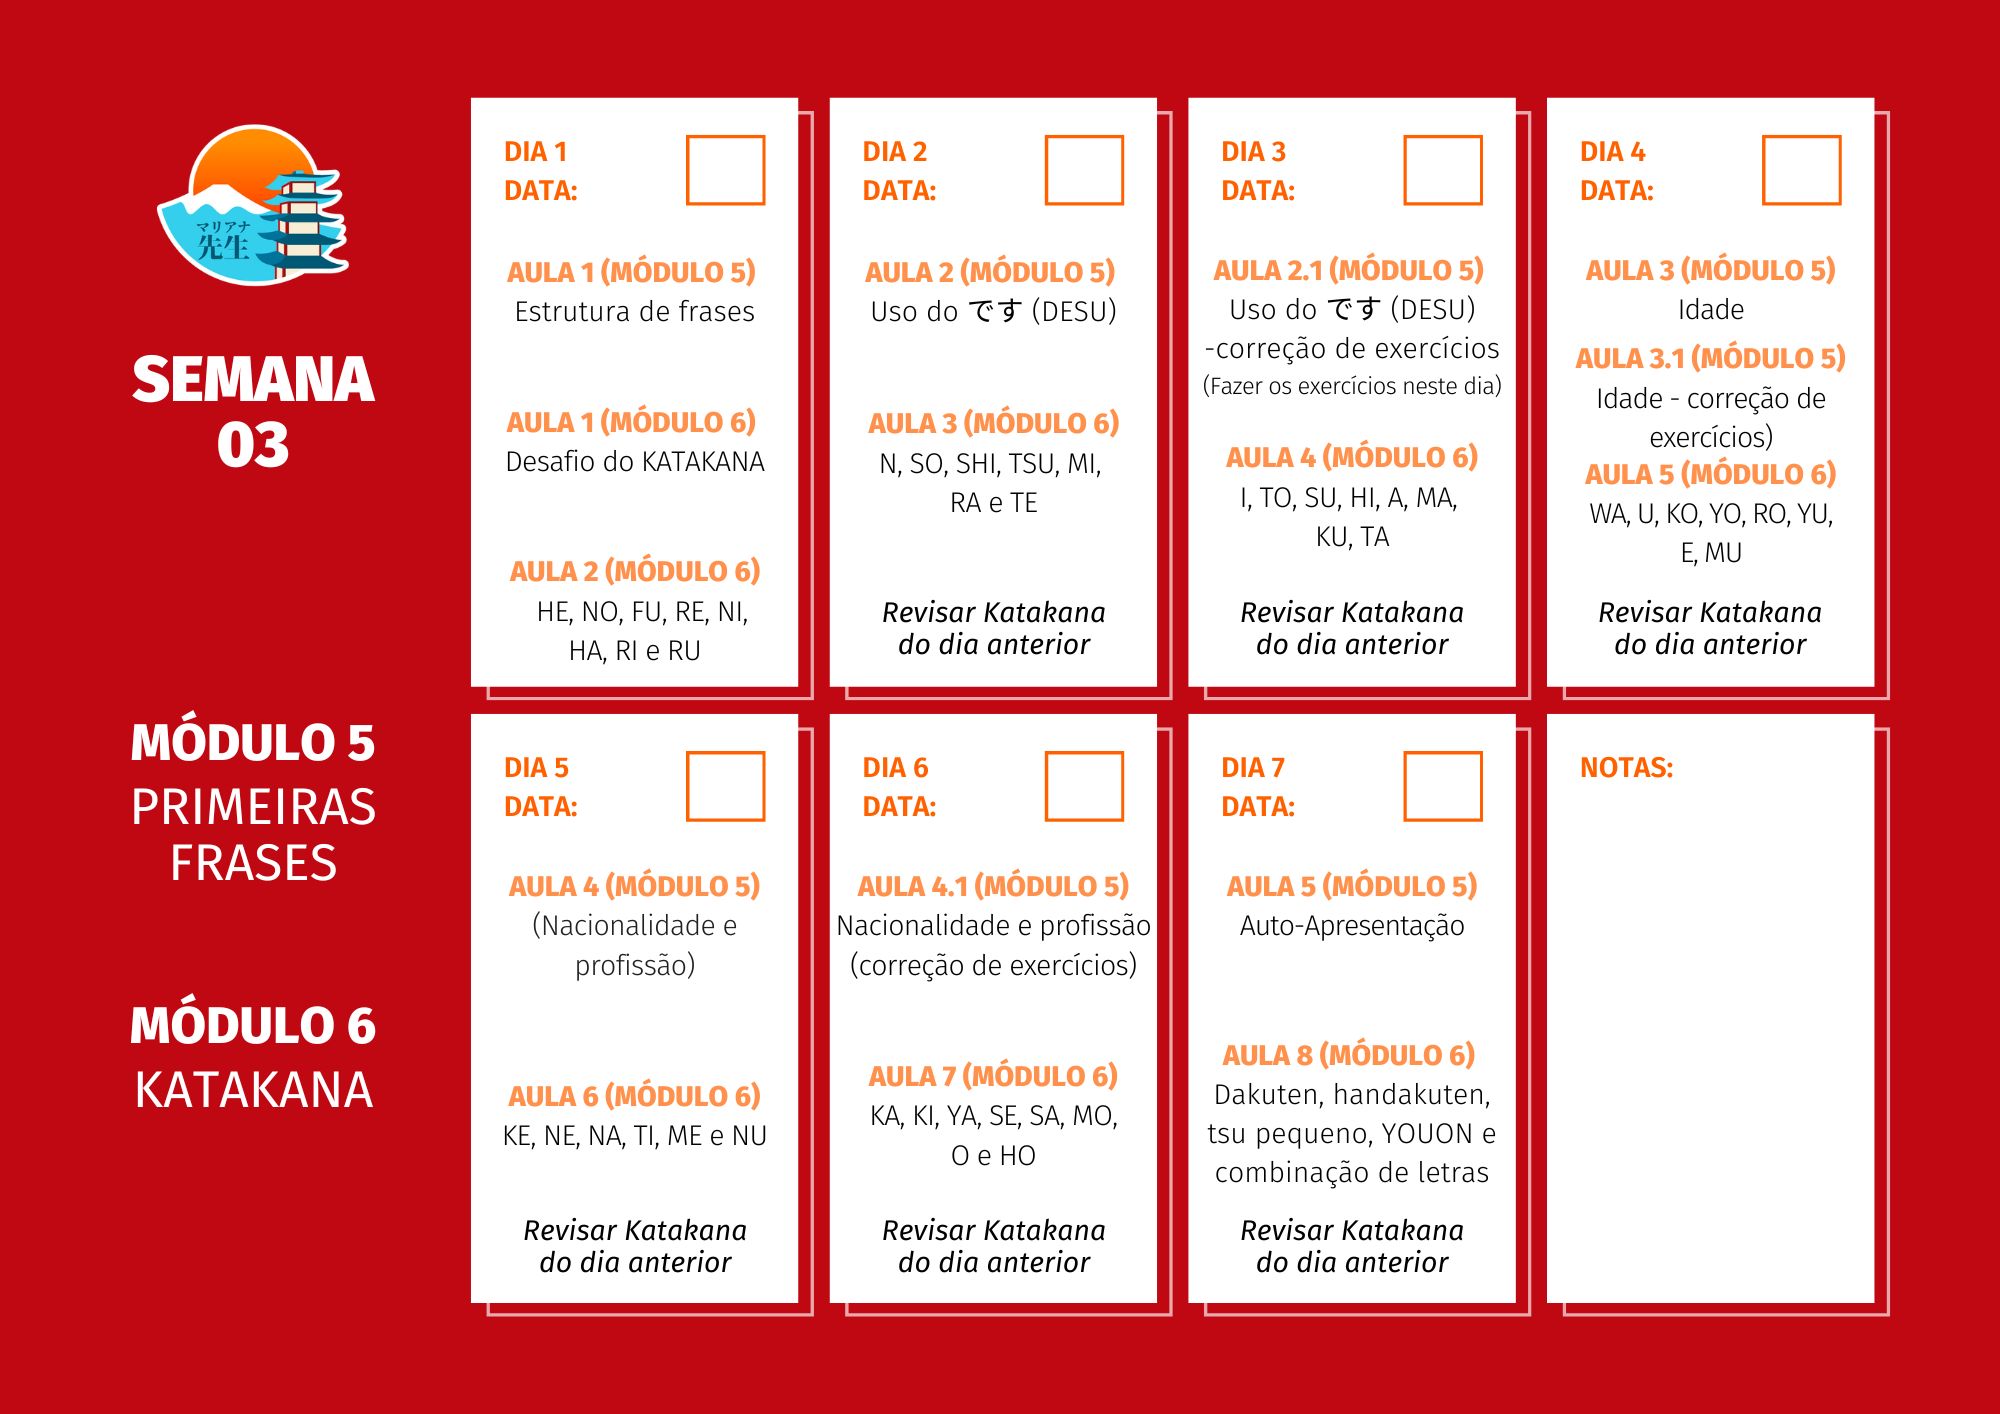 マリアナ
先生
SEMANA
03
MÓDULO 5
PRIMEIRAS
FRASES
MÓDULO 6
KATAKANA
DIA 1
DATA:
AULA 1 (MÓDULO 5)
Estrutura de frases
AULA 1 (MÓDULO 6)
Desafio do KATAKANA
AULA 2 (MÓDULO 6)
HE, NO, FU, RE, NI,
HA, RI e RU
DIA 2
DATA:
AULA 2 (MÓDULO 5)
Uso do です (DESU)
AULA 3 (MÓDULO 6)
N, SO, SHI, TSU, MI,
RA e TE
Revisar Katakana
do dia anterior
DIA 3
DATA:
AULA 2.1 (MÓDULO 5)
Uso do です (DESU)
-correção de exercícios
(Fazer os exercícios neste dia)
AULA 4 (MÓDULO 6)
I, TO, SU, HI, A, MA,
KU, TA
Revisar Katakana
do dia anterior
DIA 4
DATA:
AULA 3 (MÓDULO 5)
Idade
AULA 3.1 (MÓDULO 5)
Idade - correção de
exercícios)
AULA 5 (MÓDULO 6)
WA, U, KO, YO, RO, YU,
E, MU
Revisar Katakana
do dia anterior
DIA 5
DATA:
AULA 4 (MÓDULO 5)
(Nacionalidade e
profissão)
AULA 6 (MÓDULO 6)
KE, NE, NA, TI, ME e NU
Revisar Katakana
do dia anterior
DIA 6
DATA:
AULA 4.1 (MÓDULO 5)
Nacionalidade e profissão
(correção de exercícios)
AULA 7 (MÓDULO 6)
KA, KI, YA, SE, SA, MO,
O e HO
Revisar Katakana
do dia anterior
DIA 7
DATA:
AULA 5 (MÓDULO 5)
Auto-Apresentação
AULA 8 (MÓDULO 6)
Dakuten, handakuten,
tsu pequeno, YOUON e
combinação de letras
Revisar Katakana
do dia anterior
NOTAS: